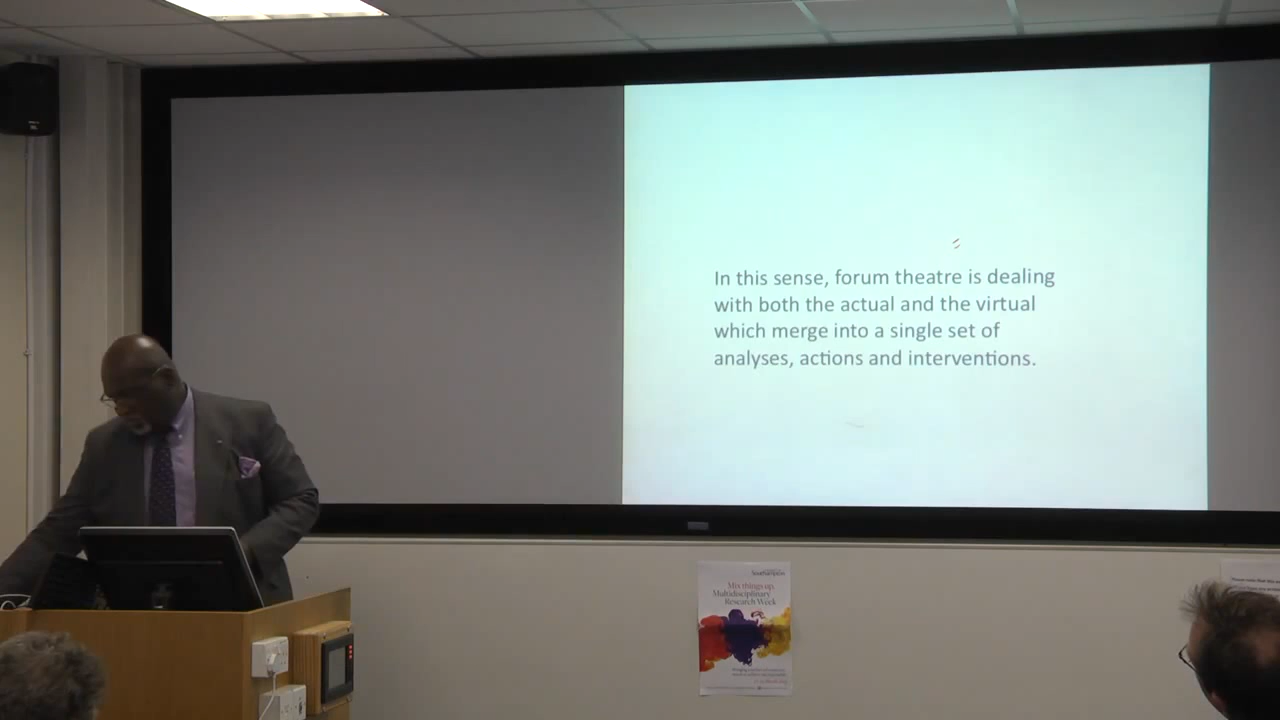 In this sense, forum theatre is dealing
with both the actual and the virtual
which merge into a single set of
analyses, actions and interventions.
Southampton
Mix things up.
Multidisciplinary
Research Week